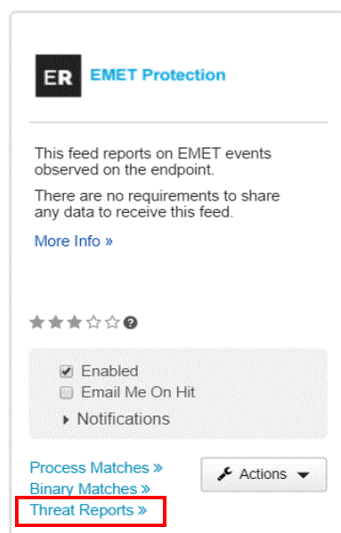 ER EMET Protection
This feed reports on EMET events
observed on the endpoint.
There are no requirements to share
any data to receive this feed.
More Info »
?
Enabled
Email Me On Hit
Notifications
Process Matches »
Binary Matches »
Actions
Threat Reports »